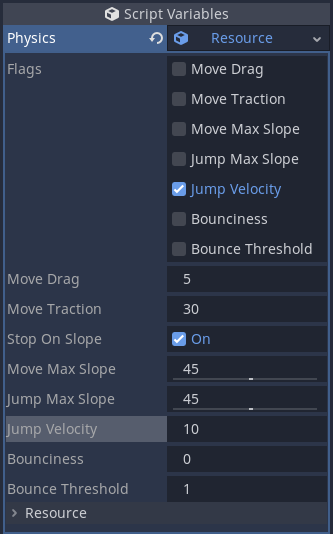 Script Variables
Physics Resource
Flags Move Drag
Move Traction
Move Max Slope
Jump Max Slope
Jump Velocity
Bounciness
Bounce Threshold
Move Drag 5
Move Traction 30
Stop On Slope On
Move Max Slope 45
Jump Max Slope 45
Jump Velocity 10
Bounciness 0
Bounce Threshold 1
Resource